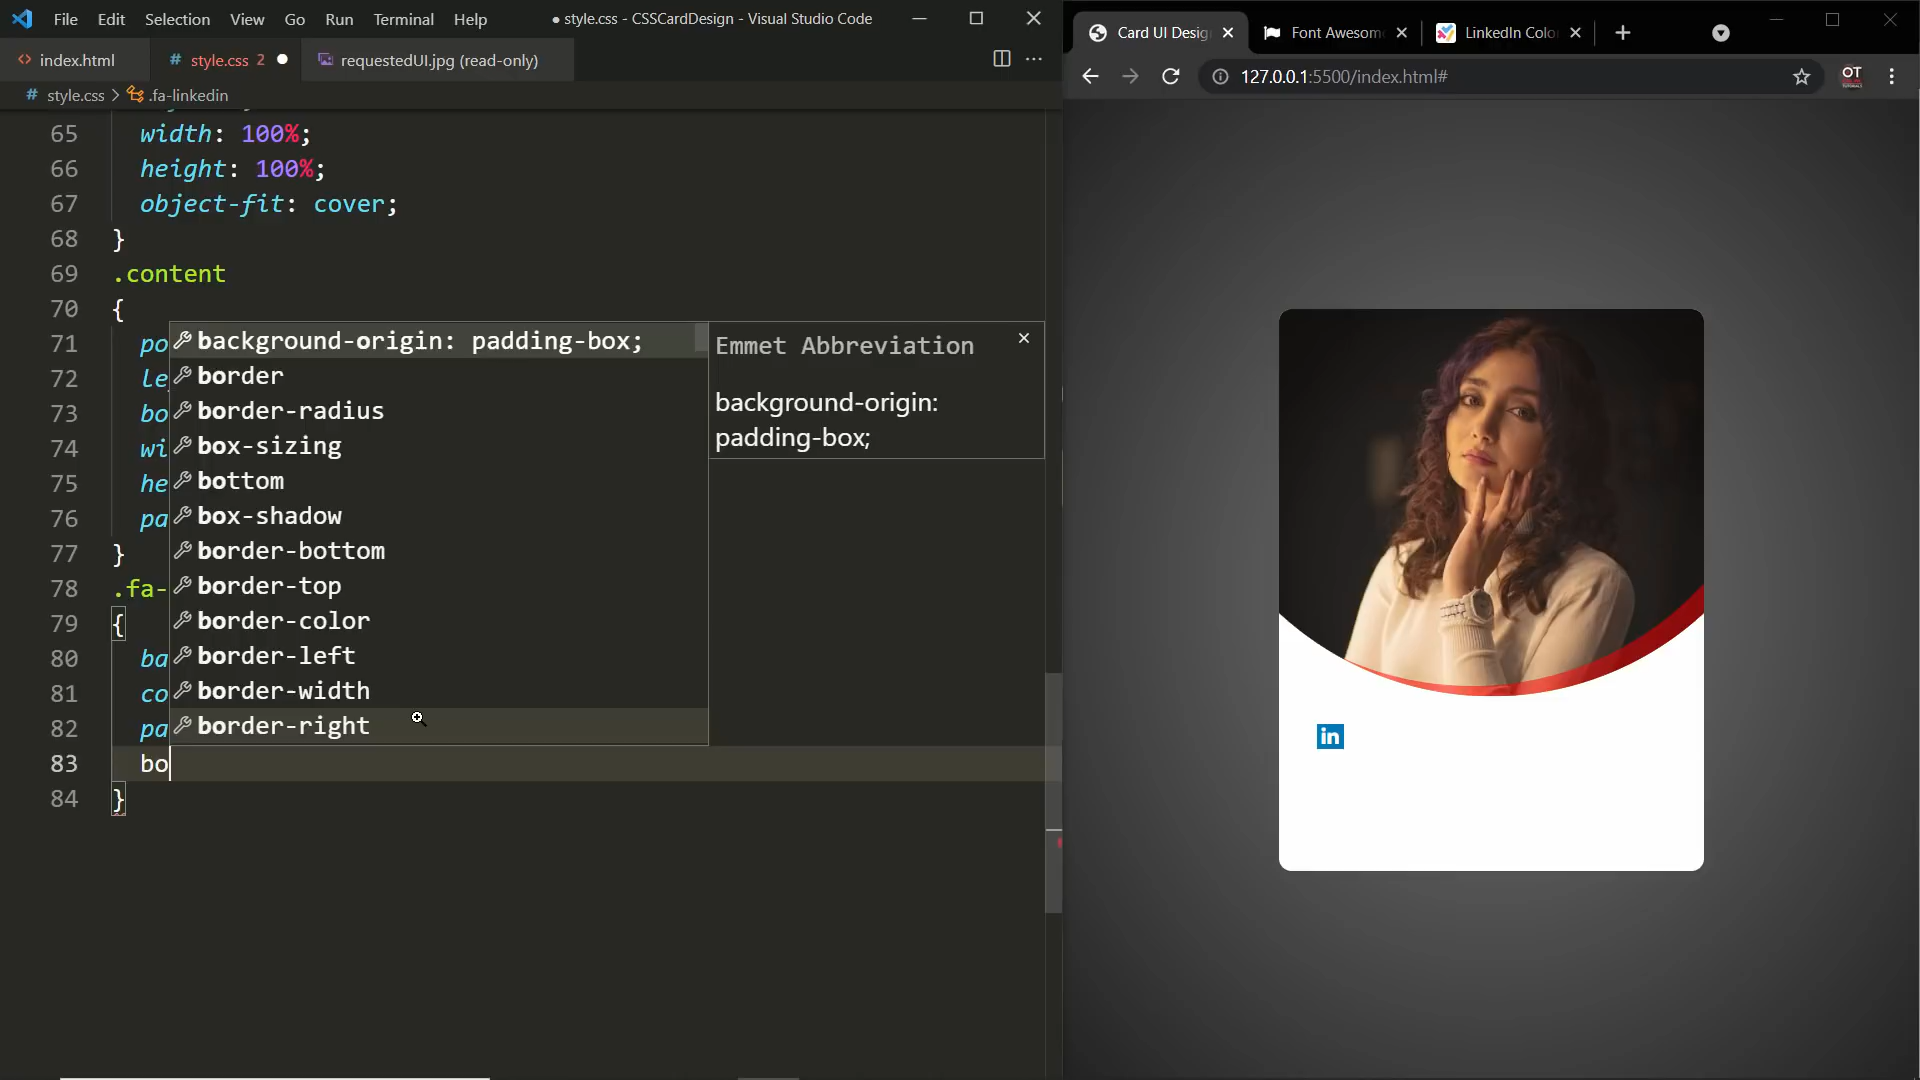 File Edit Selection View Go Run Terminal Help
● style.css - CSSCardDesign - Visual Studio Code
index.html
# style.css 2 ●
requestedUI.jpg (read-only)
# style.css > .fa-linkedin
65 width: 100%;
66 height: 100%;
67 object-fit: cover;
68 }
69 .content
70 {
71 po
72 le
73 bo
74 wi
75 he
76 pa
77 }
78 .fa-
79 {
80 ba
81 co
82 pa
83 bo
84 }
background-origin: padding-box;
border
border-radius
box-sizing
bottom
box-shadow
border-bottom
border-top
border-color
border-left
border-width
border-right
Emmet Abbreviation
background-origin:
padding-box;
Card UI Desig
Font Awesom
LinkedIn Colo
127.0.0.1:5500/index.html#
OT
in